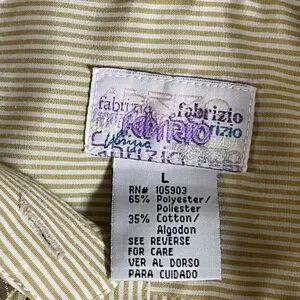 fabrizio
fabrizio
fabrizio
rizio
L
RN# 105903
65% Polyester/
Poliester
35% Cotton/
Algodon
SEE REVERSE
FOR CARE
VER AL DORSO
PARA CUIDADO